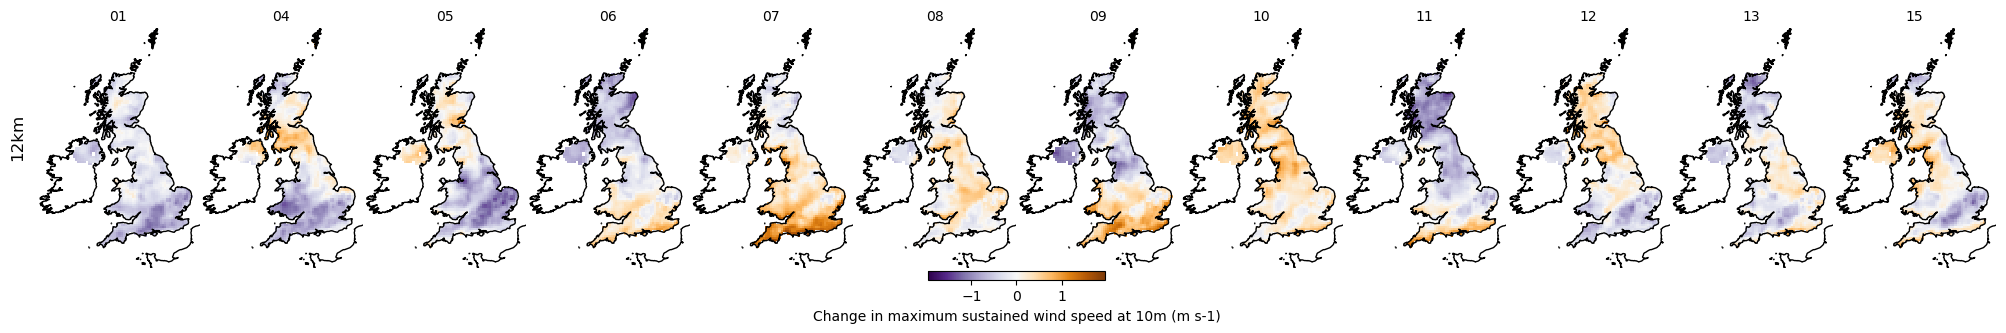 01 04 05 06 07 08 09 10 11 12 13 15
12km
−1 0 1
Change in maximum sustained wind speed at 10m (m s-1)